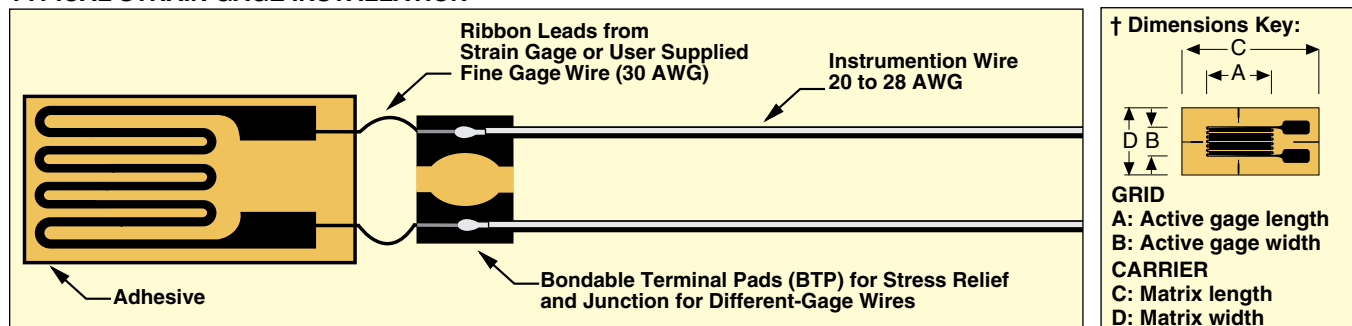 Ribbon Leads from
Strain Gage or User Supplied
Fine Gage Wire (30 AWG)
Instrumention Wire
20 to 28 AWG
Adhesive
Bondable Terminal Pads (BTP) for Stress Relief
and Junction for Different-Gage Wires
† Dimensions Key:
C
A
D B
GRID
A: Active gage length
B: Active gage width
CARRIER
C: Matrix length
D: Matrix width